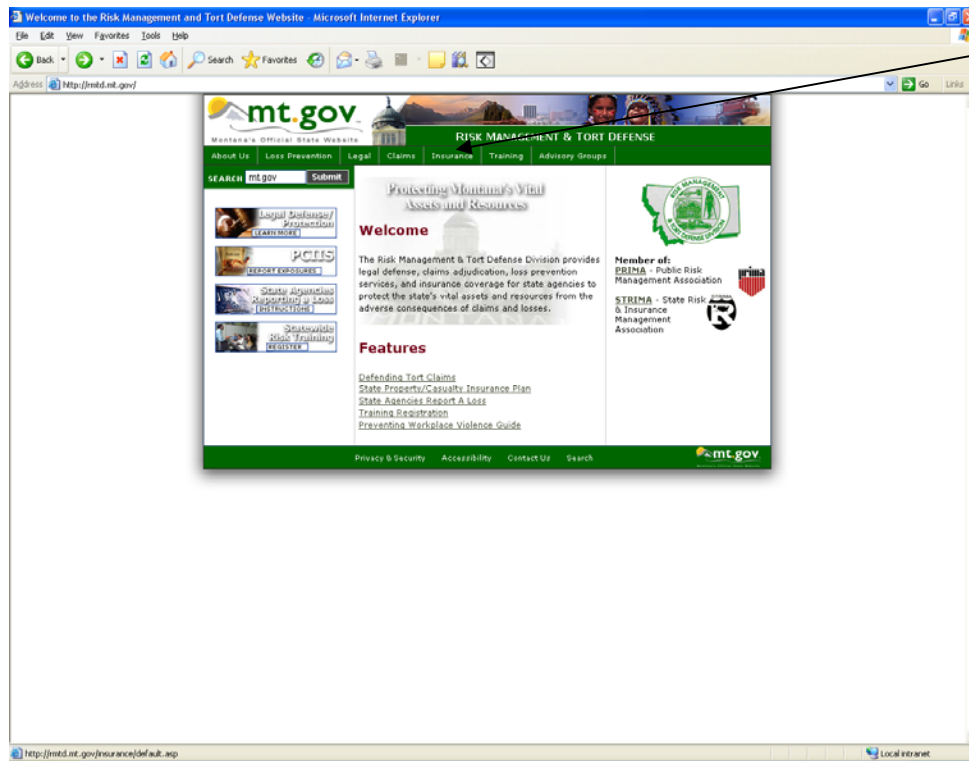 Welcome to the Risk Management and Tort Defense Website - Microsoft Internet Explorer
File Edit View Favorites Tools Help
Back Search Favorites
Address http://rmtd.mt.gov/ Go Links
mt.gov
Montana's Official State Website
RISK MANAGEMENT & TORT DEFENSE
About Us Loss Prevention Legal Claims Insurance Training Advisory Groups
SEARCH mt.gov Submit
Legal Defense/
Protection
LEARN MORE
PCIIS
REPORT EXPOSURES
State Agencies
Reporting a Loss
INSTRUCTIONS
Statewide
Risk Training
REGISTER
Protecting Montana's Vital
Assets and Resources
Welcome
The Risk Management & Tort Defense Division provides
legal defense, claims adjudication, loss prevention
services, and insurance coverage for state agencies to
protect the state's vital assets and resources from the
adverse consequences of claims and losses.
MONTANA
Features
Defending Tort Claims
State Property/Casualty Insurance Plan
State Agencies Report A Loss
Training Registration
Preventing Workplace Violence Guide
RISK MANAGEMENT
& TORT DEFENSE DIVISION
Member of:
PRIMA - Public Risk
Management Association
prima
STRIMA - State Risk
& Insurance
Management
Association
Privacy & Security Accessibility Contact Us Search
mt.gov
http://rmtd.mt.gov/insurance/default.asp
Local intranet